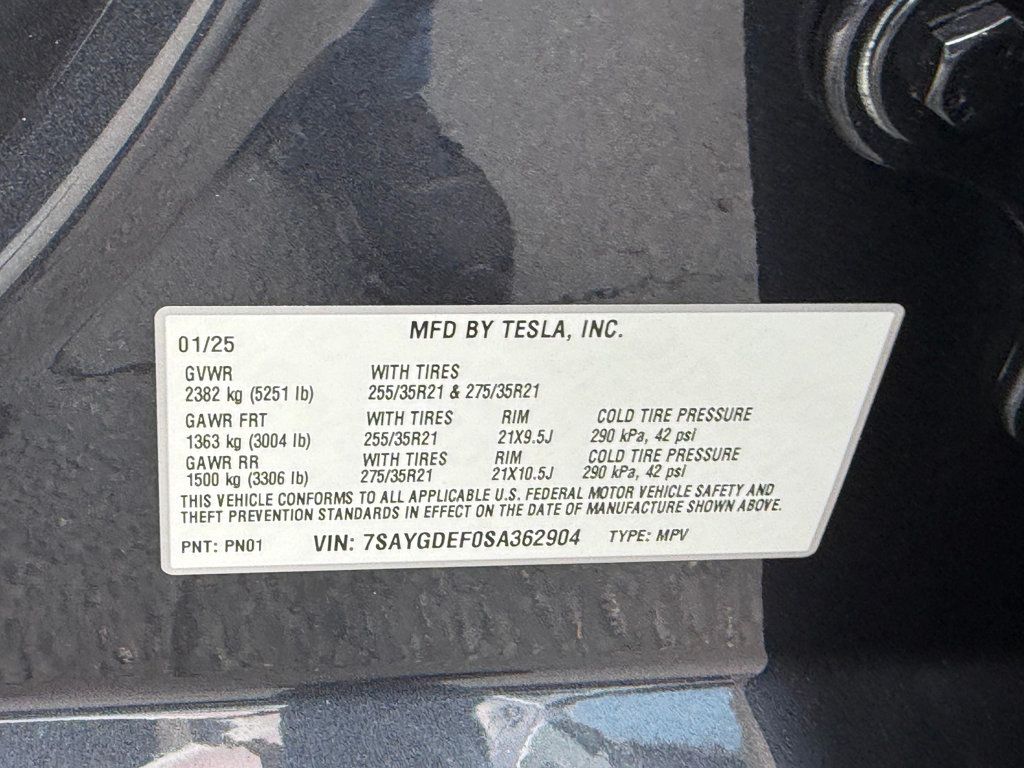 MFD BY TESLA, INC.
01/25
GVWR WITH TIRES
2382 kg (5251 lb) 255/35R21 & 275/35R21
GAWR FRT WITH TIRES RIM COLD TIRE PRESSURE
1363 kg (3004 lb) 255/35R21 21X9.5J 290 kPa, 42 psi
GAWR RR WITH TIRES RIM COLD TIRE PRESSURE
1500 kg (3306 lb) 275/35R21 21X10.5J 290 kPa, 42 psi
THIS VEHICLE CONFORMS TO ALL APPLICABLE U.S. FEDERAL MOTOR VEHICLE SAFETY AND
THEFT PREVENTION STANDARDS IN EFFECT ON THE DATE OF MANUFACTURE SHOWN ABOVE.
PNT: PN01 VIN: 7SAYGDEF0SA362904 TYPE: MPV